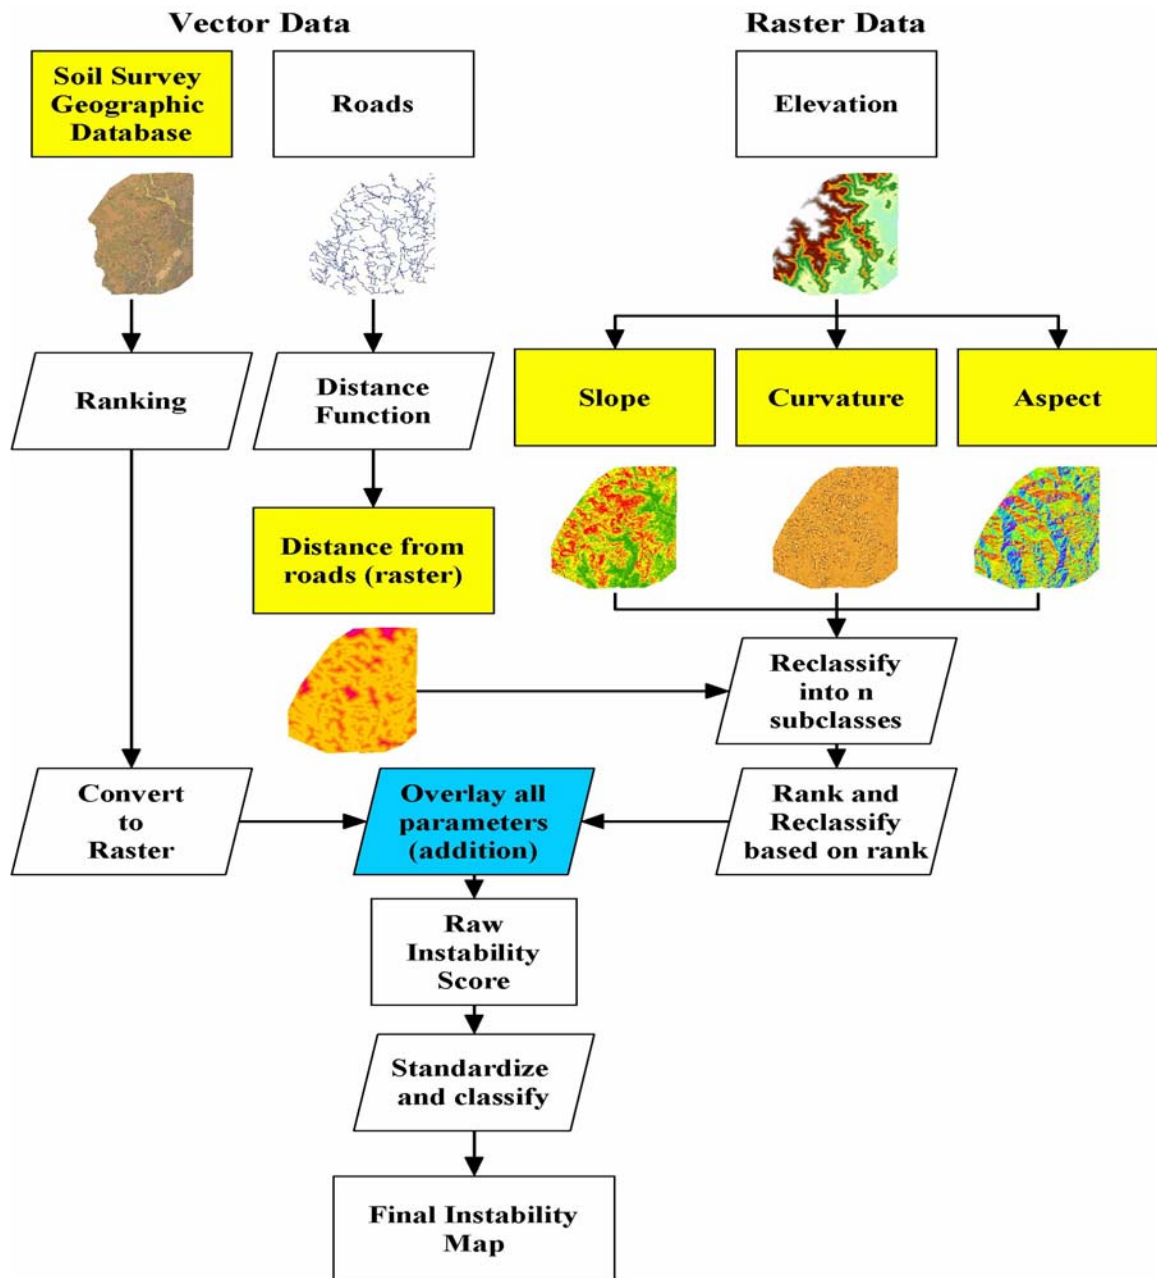 Vector Data
Raster Data
Soil Survey
Geographic
Database
Roads
Elevation
Ranking
Distance
Function
Slope
Curvature
Aspect
Distance from
roads (raster)
Reclassify
into n
subclasses
Convert
to
Raster
Overlay all
parameters
(addition)
Rank and
Reclassify
based on rank
Raw
Instability
Score
Standardize
and classify
Final Instability
Map